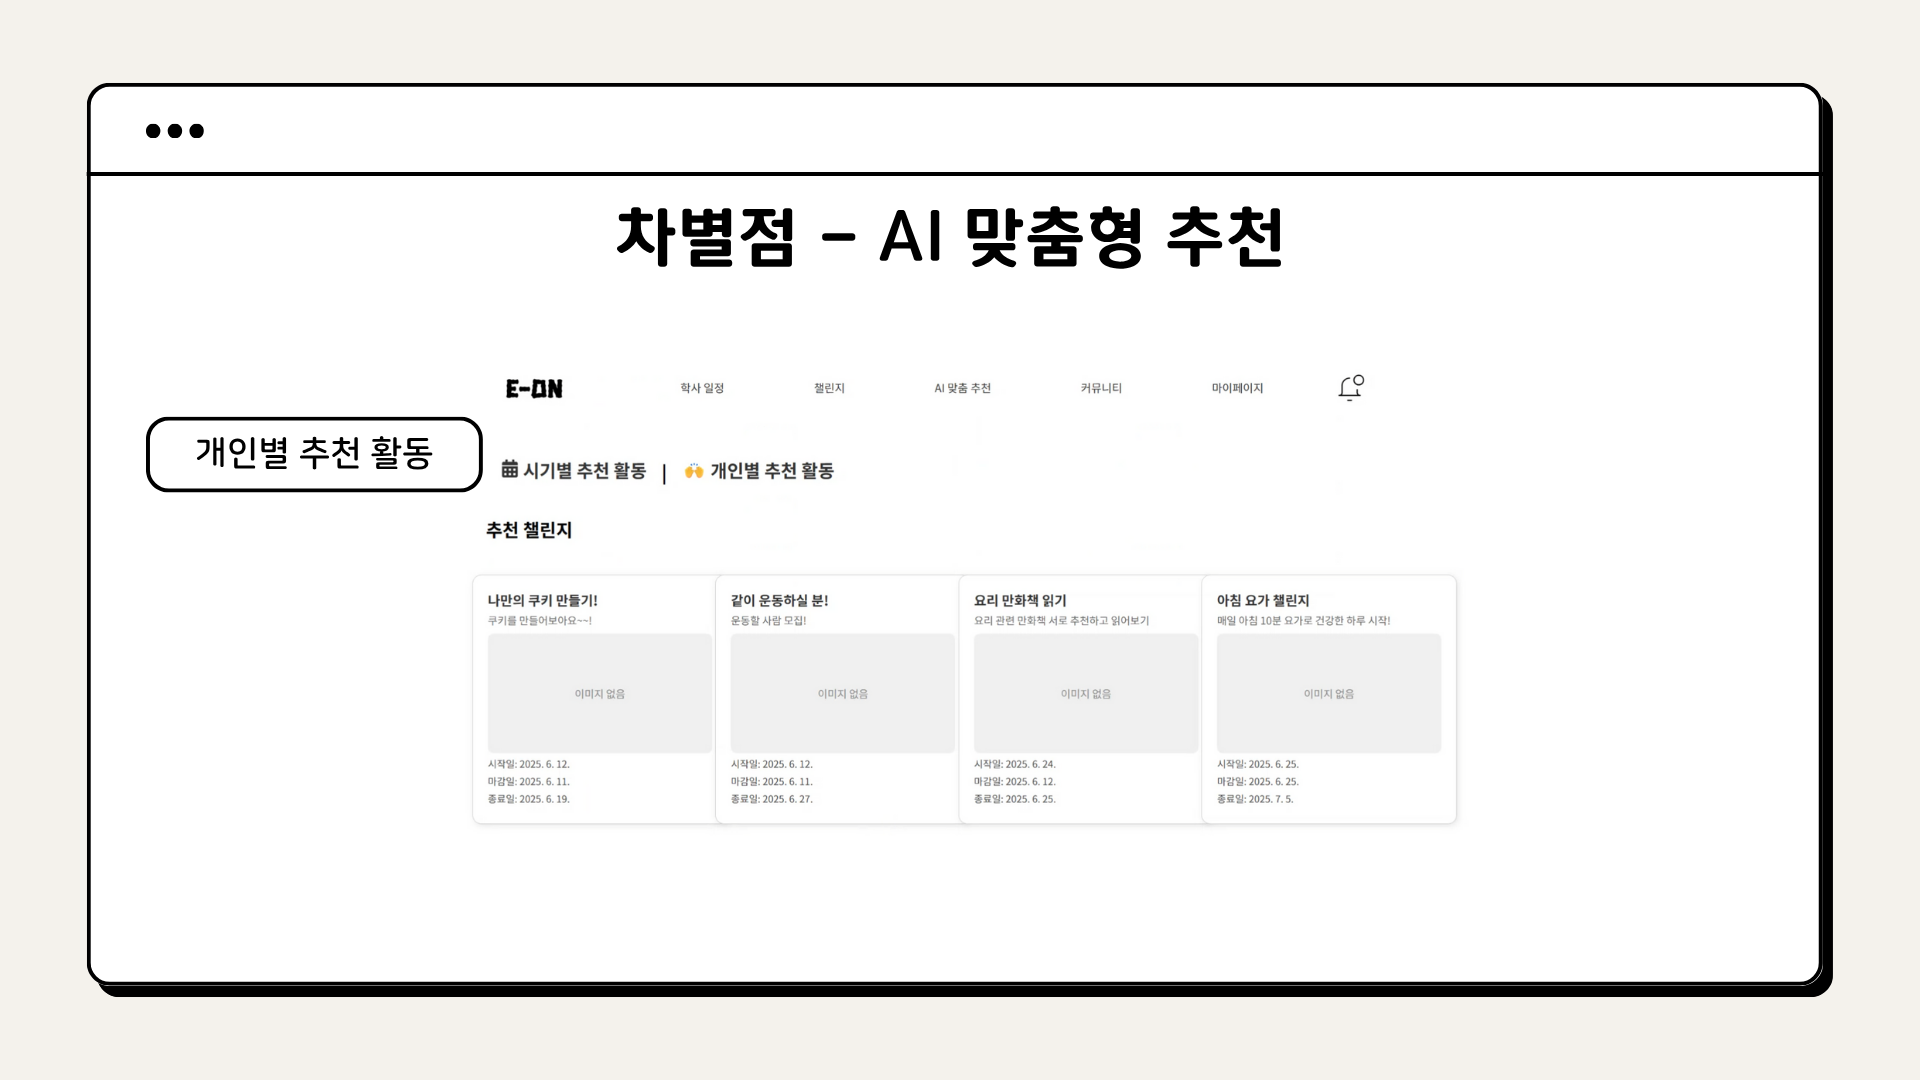 차별점 - AI 맞춤형 추천
E-ON
학사 일정
챌린지
AI 맞춤 추천
커뮤니티
마이페이지
개인별 추천 활동
시기별 추천 활동 | 🙌 개인별 추천 활동
추천 챌린지
나만의 쿠키 만들기!
쿠키를 만들어보아요~~!
이미지 없음
시작일: 2025. 6. 12.
마감일: 2025. 6. 11.
종료일: 2025. 6. 19.
같이 운동하실 분!
운동할 사람 모집!
이미지 없음
시작일: 2025. 6. 12.
마감일: 2025. 6. 11.
종료일: 2025. 6. 27.
요리 만화책 읽기
요리 관련 만화책 서로 추천하고 읽어보기
이미지 없음
시작일: 2025. 6. 24.
마감일: 2025. 6. 12.
종료일: 2025. 6. 25.
아침 요가 챌린지
매일 아침 10분 요가로 건강한 하루 시작!
이미지 없음
시작일: 2025. 6. 25.
마감일: 2025. 6. 25.
종료일: 2025. 7. 5.